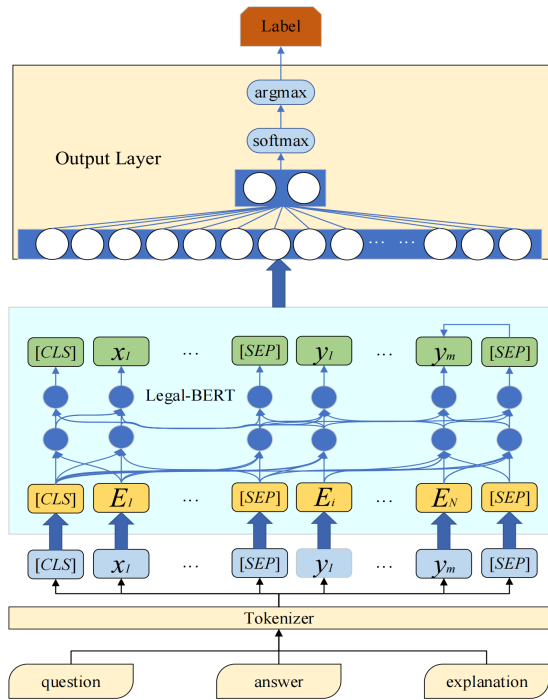 Label
argmax
softmax
Output Layer
... ...
[CLS] x1 ... [SEP] y1 ... ym [SEP]
Legal-BERT
[CLS] E1 ... [SEP] Ei ... EN [SEP]
[CLS] x1 ... [SEP] y1 ... ym [SEP]
Tokenizer
question answer explanation